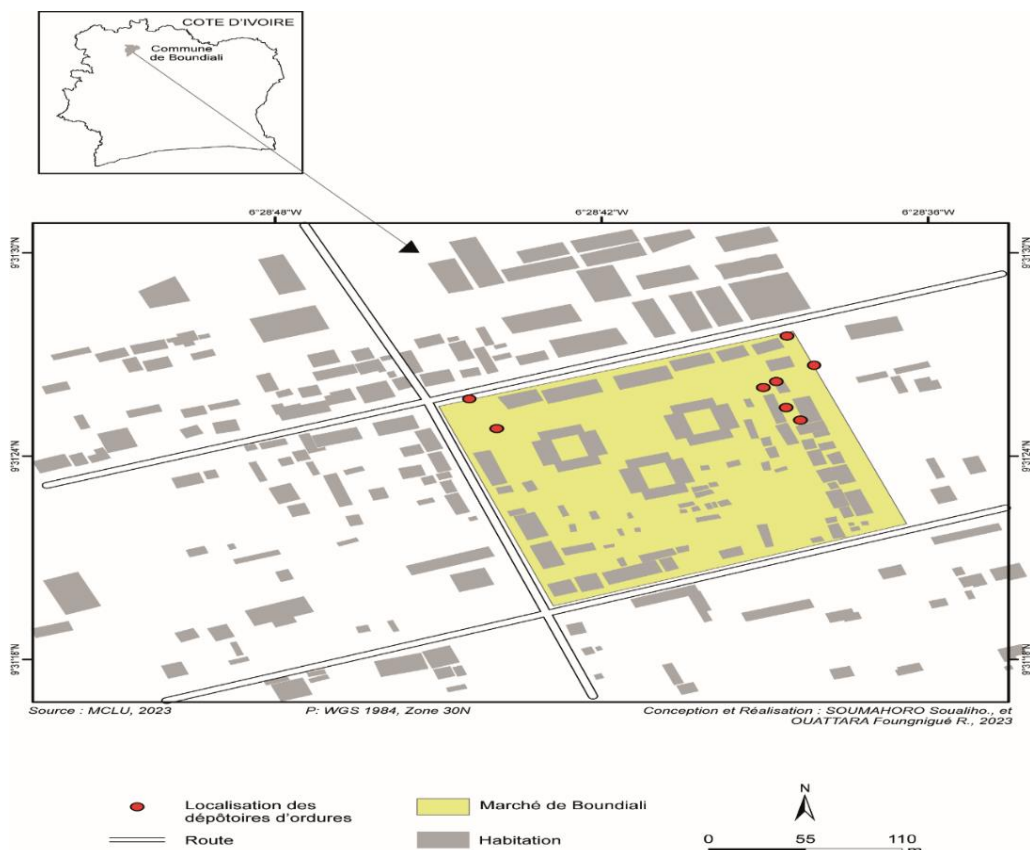 COTE D'IVOIRE
Commune
de Boundiali
6°28'48"W
6°28'42"W
6°28'36"W
9°31'30"N
9°31'30"N
9°31'24"N
9°31'24"N
9°31'18"N
9°31'18"N
Source : MCLU, 2023
P: WGS 1984, Zone 30N
Conception et Réalisation : SOUMAHORO Soualiho., et
OUATTARA Foungnigué R., 2023
Localisation des
dépôtoires d'ordures
Marché de Boundiali
N
Route
Habitation
0 55 110
m